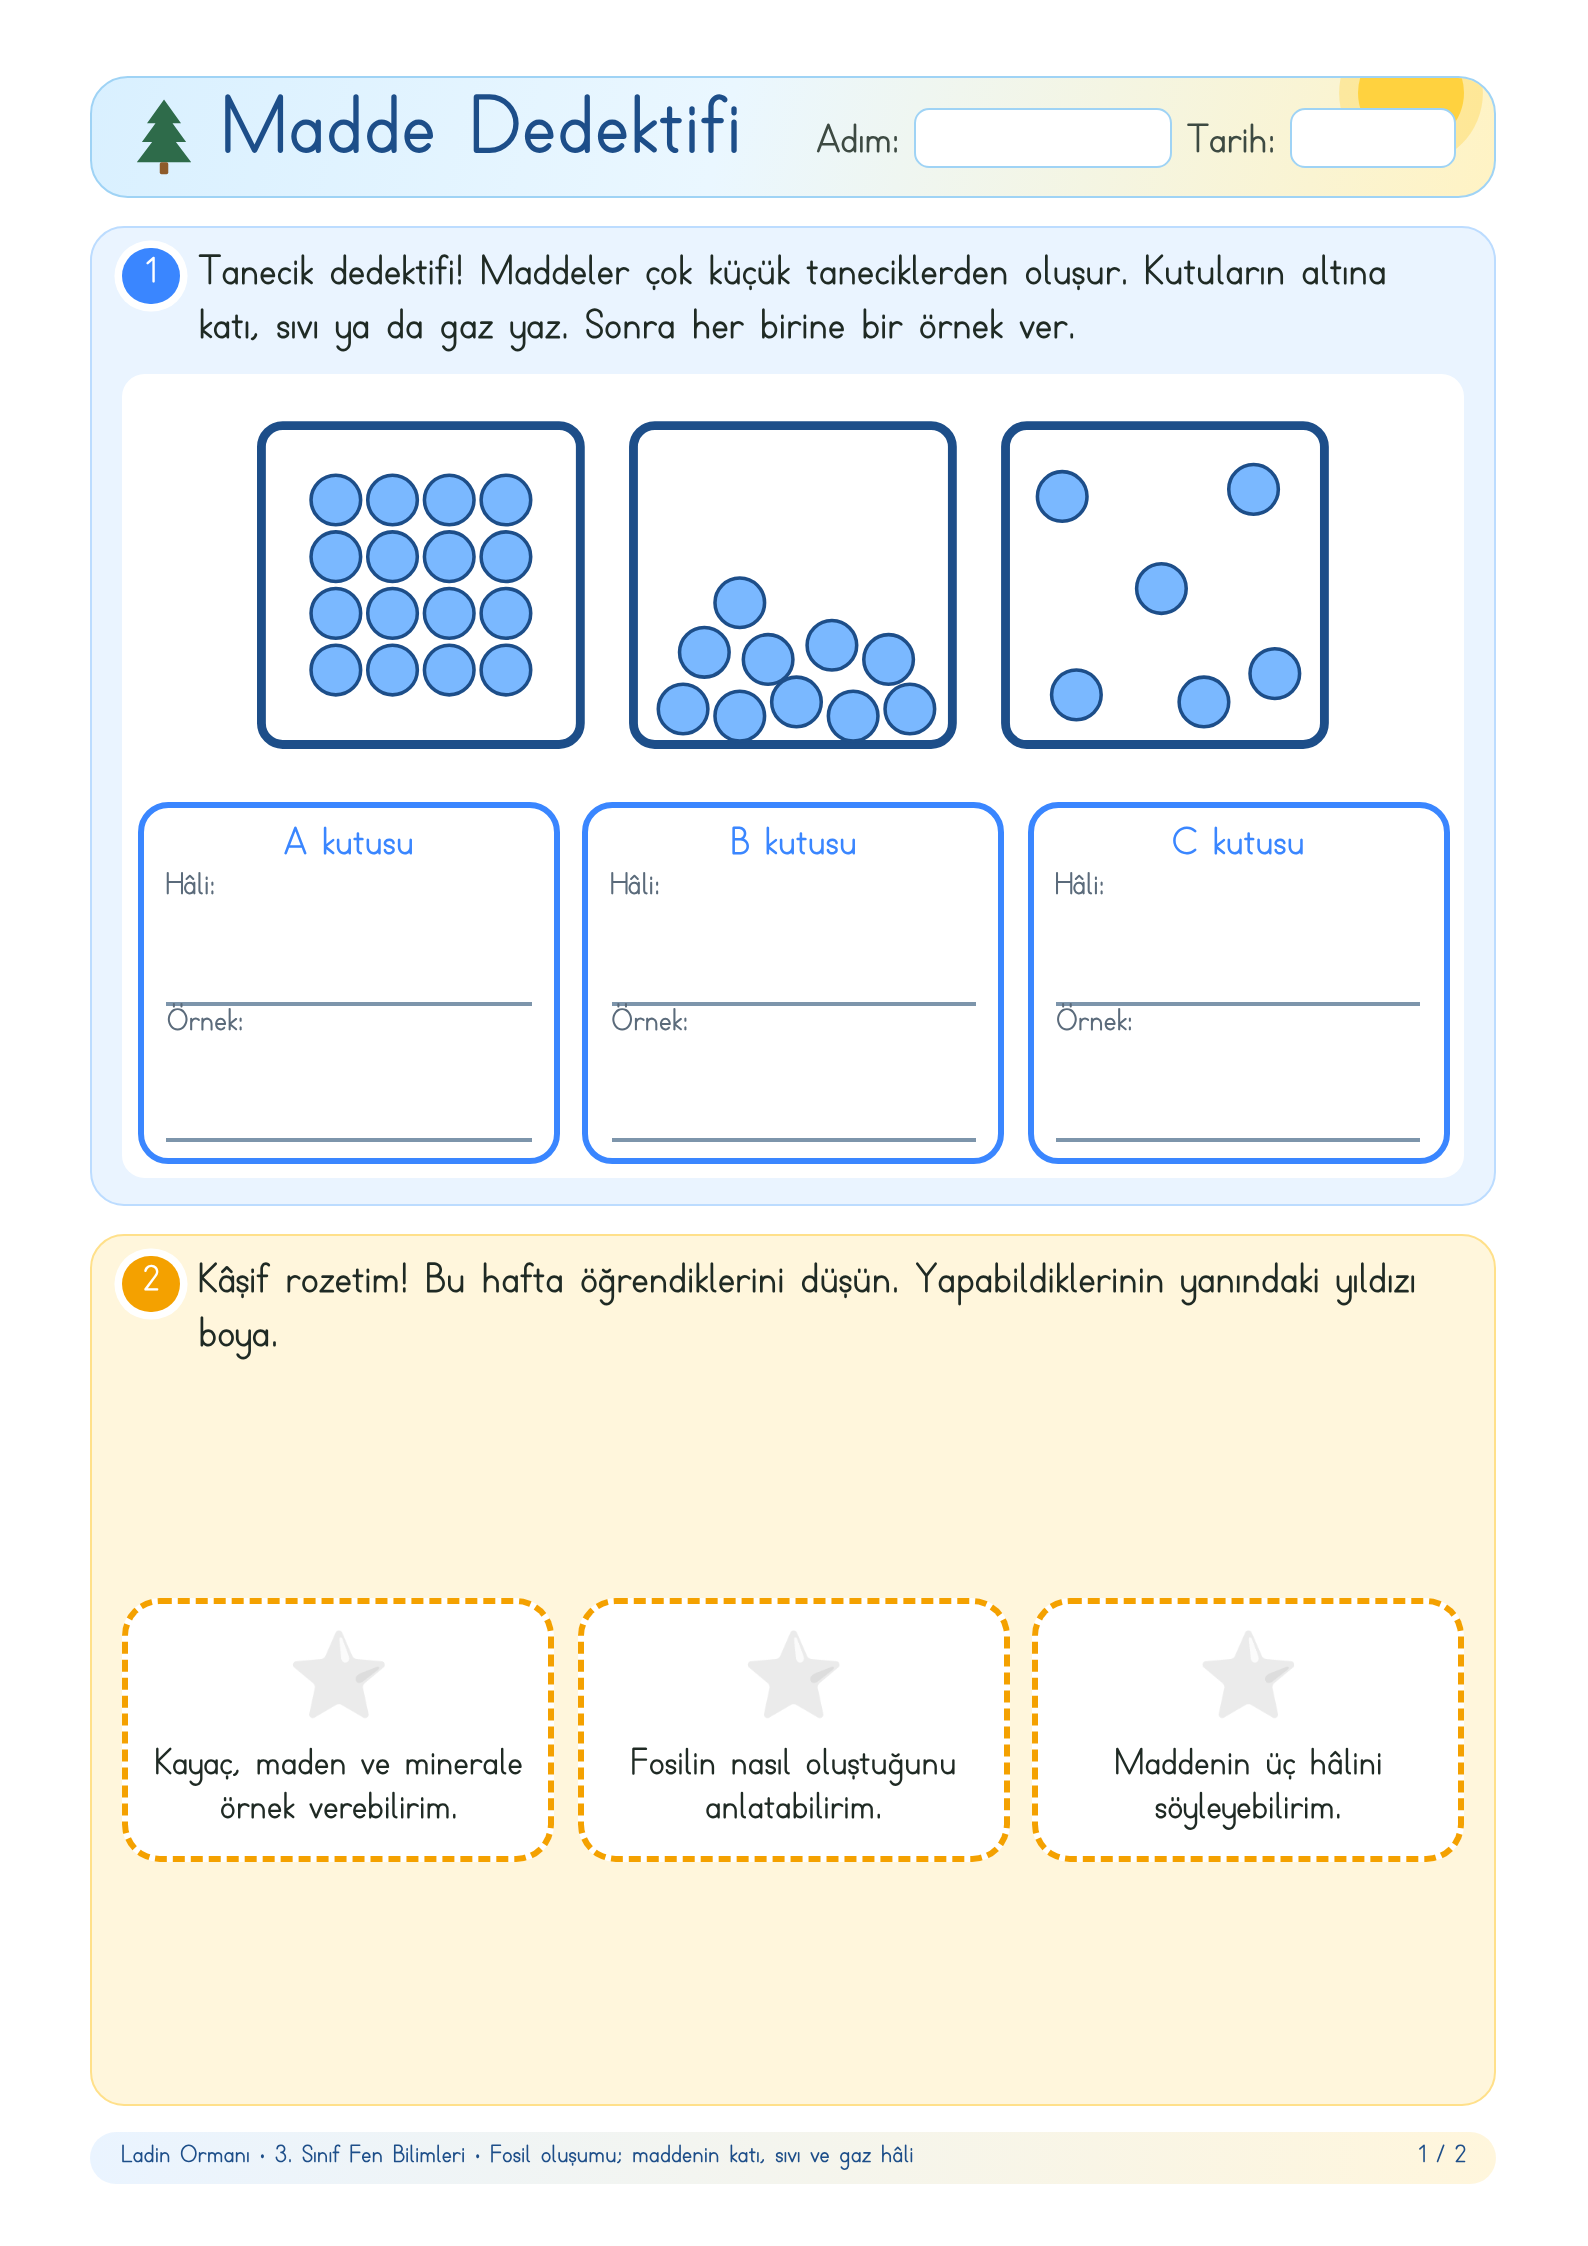 Madde Dedektifi
Adım:
Tarih:
1
Tanecik dedektifi! Maddeler çok küçük taneciklerden oluşur. Kutuların altına
katı, sıvı ya da gaz yaz. Sonra her birine bir örnek ver.
A kutusu
Hâli:
Örnek:
B kutusu
Hâli:
Örnek:
C kutusu
Hâli:
Örnek:
2
Kâşif rozetim! Bu hafta öğrendiklerini düşün. Yapabildiklerinin yanındaki yıldızı
boya.
Kayaç, maden ve minerale
örnek verebilirim.
Fosilin nasıl oluştuğunu
anlatabilirim.
Maddenin üç hâlini
söyleyebilirim.
Ladin Ormanı • 3. Sınıf Fen Bilimleri • Fosil oluşumu; maddenin katı, sıvı ve gaz hâli
1 / 2